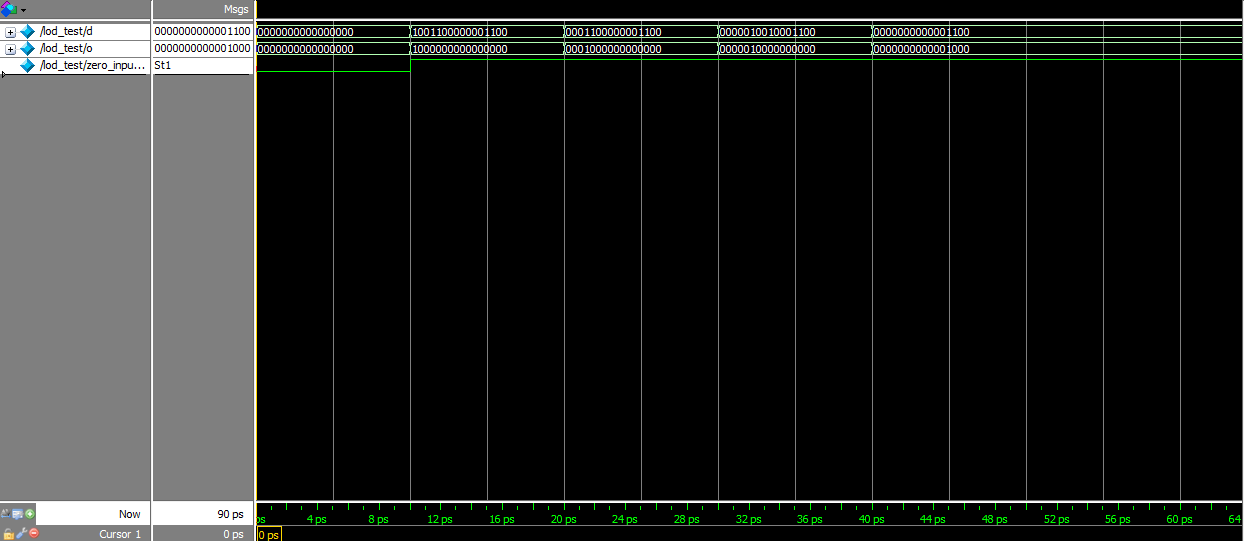 Msgs
/lod_test/d 0000000000001100 0000000000000000 1001100000001100 0001100000001100 0000010010001100 0000000000001100
/lod_test/o 0000000000001000 0000000000000000 1000000000000000 0001000000000000 0000010000000000 0000000000001000
/lod_test/zero_inpu... St1
Now 90 ps ps 4 ps 8 ps 12 ps 16 ps 20 ps 24 ps 28 ps 32 ps 36 ps 40 ps 44 ps 48 ps 52 ps 56 ps 60 ps 64
Cursor 1 0 ps 0 ps